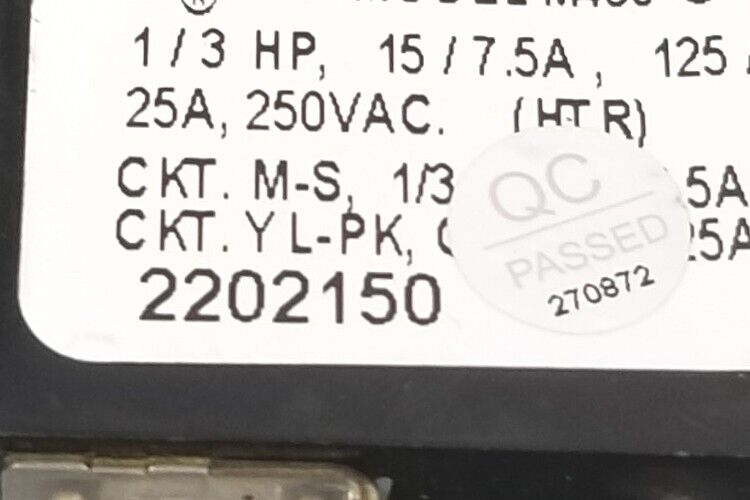 ®
1/3 HP, 15/7.5A, 125
25A, 250VAC. (HTR)
CKT. M-S, 1/3 5A
CKT. YL-PK, 25A
2202150
QC
PASSED
270872